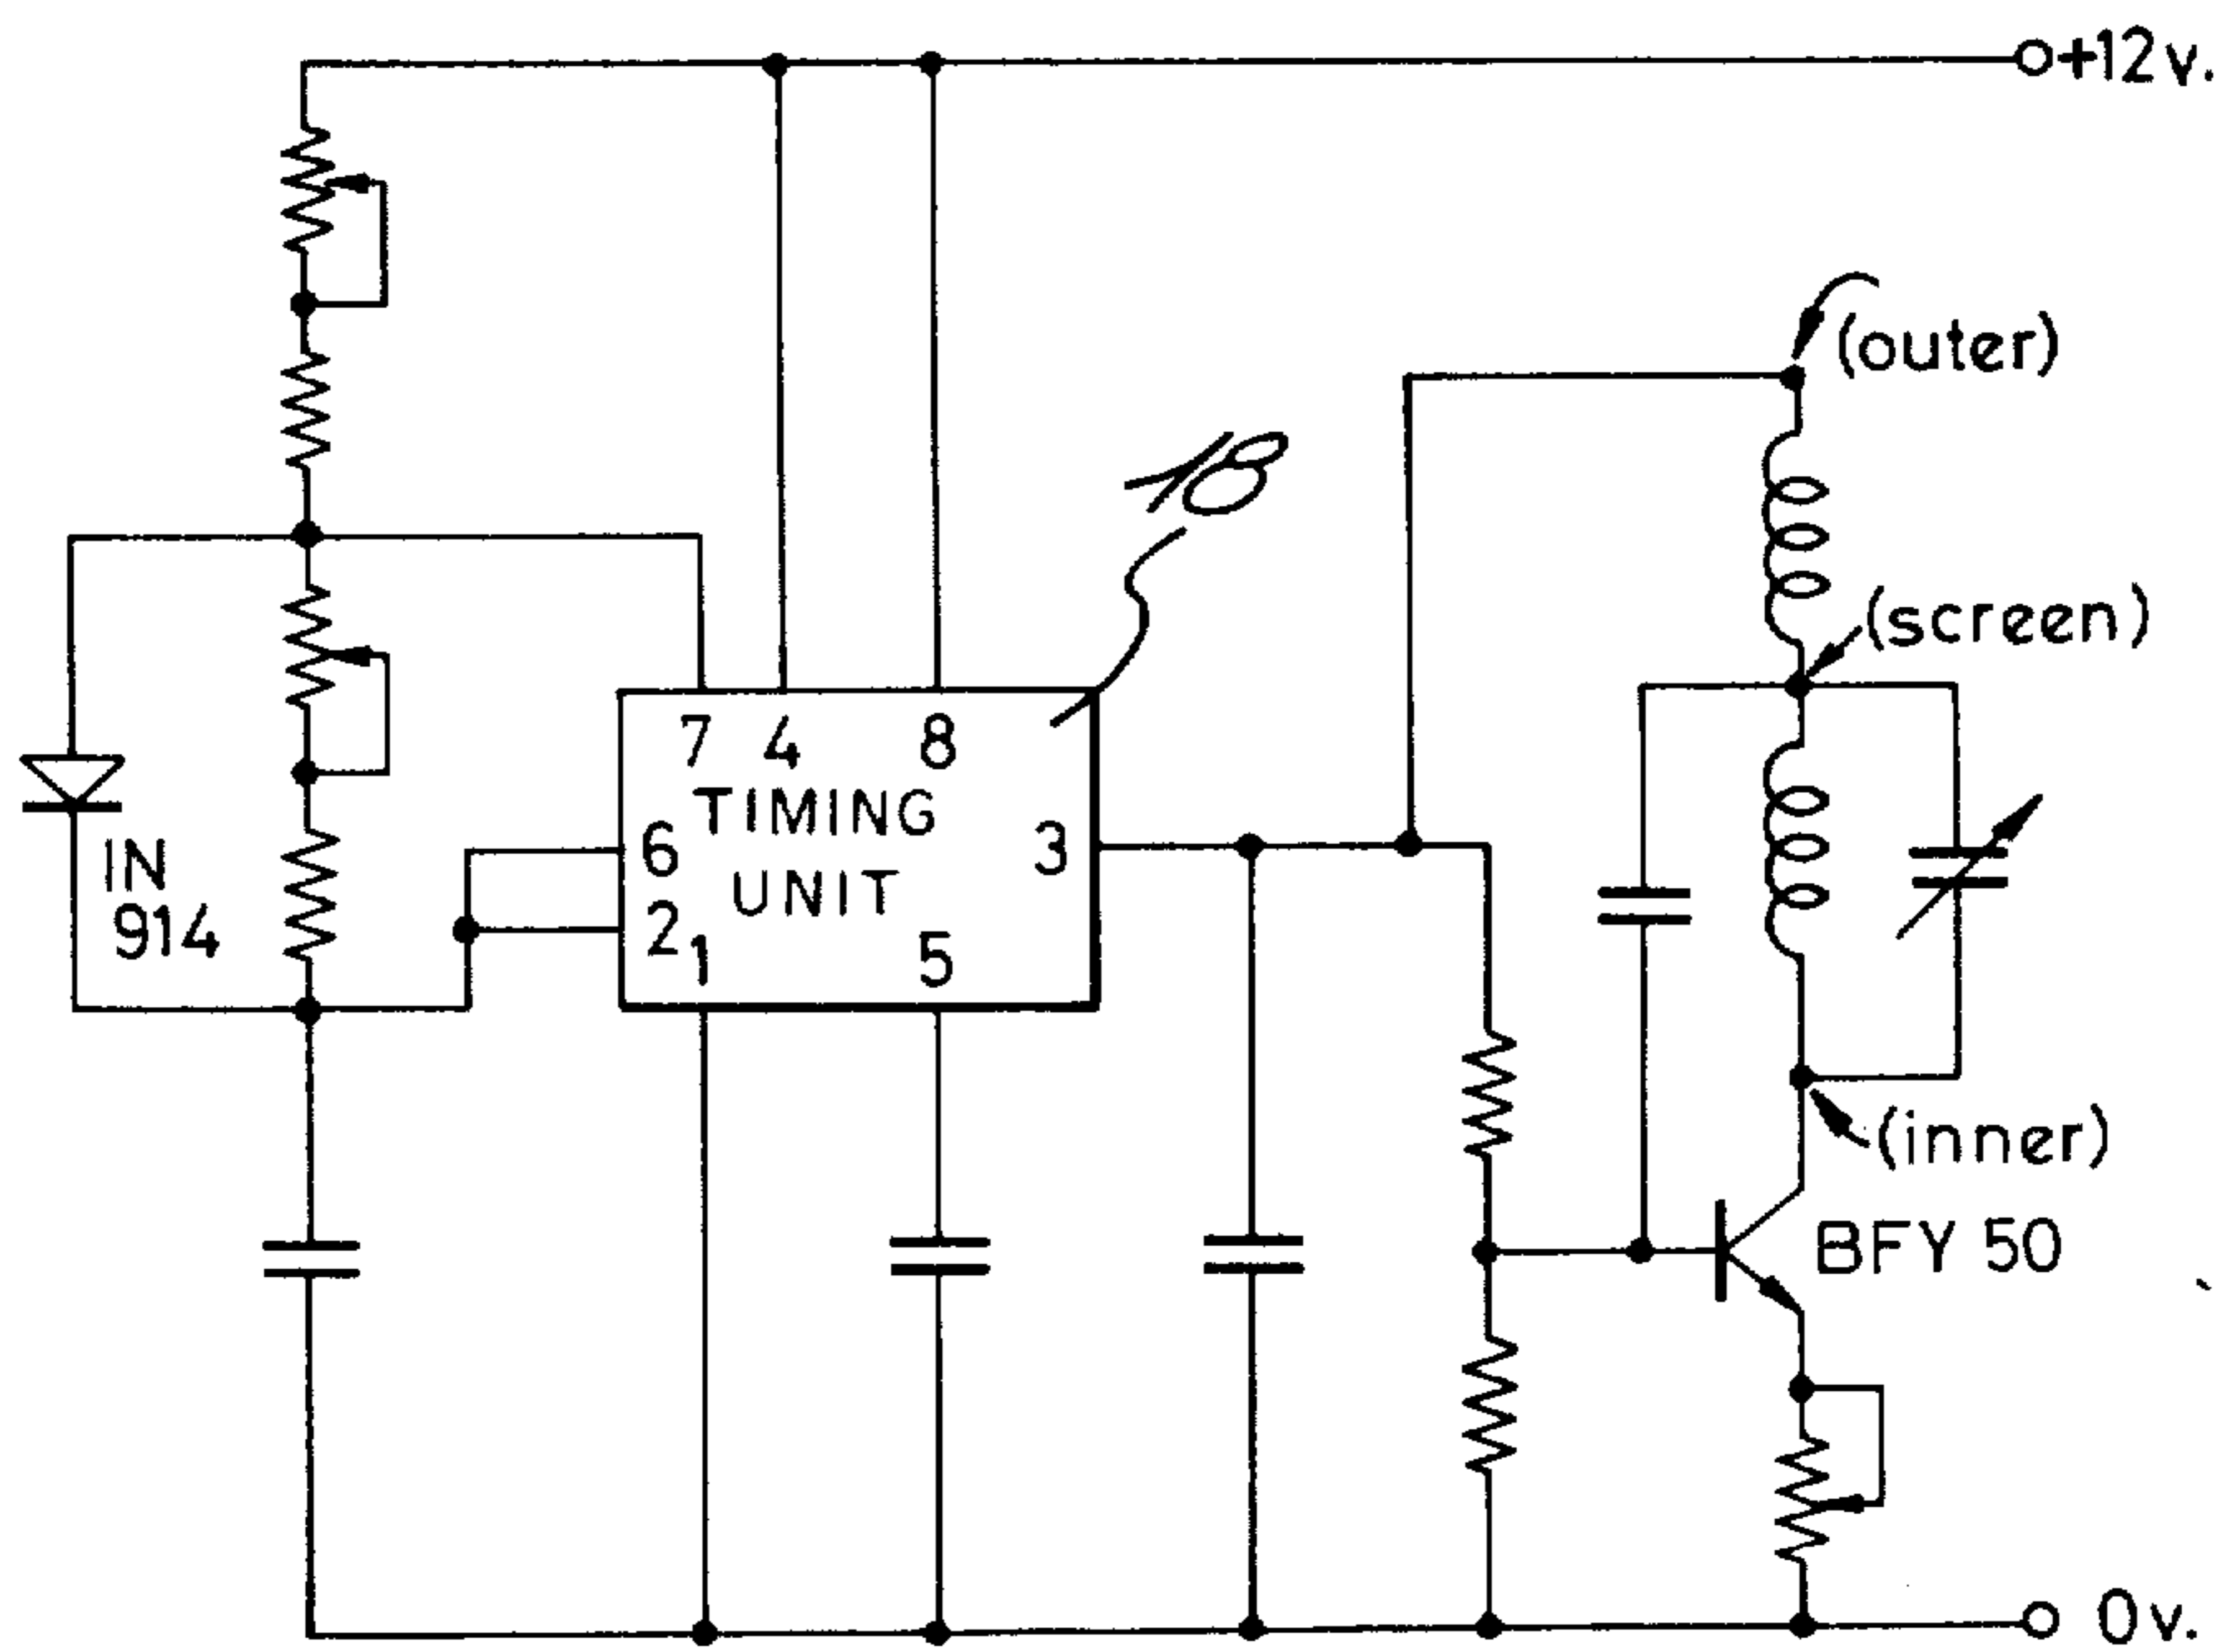 +12v.
(outer)
18
(screen)
7 4 8
TIMING
6 3
UNIT
2 1 5
IN
914
(inner)
BFY 50
0v.